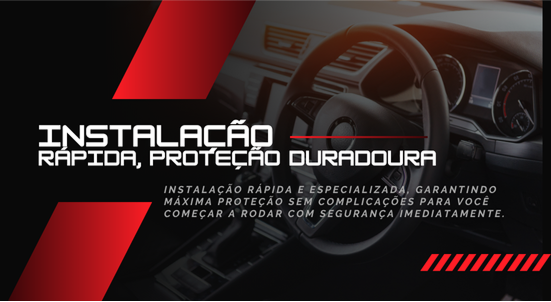 INSTALAÇÃO
RÁPIDA, PROTEÇÃO DURADOURA
INSTALAÇÃO RÁPIDA E ESPECIALIZADA, GARANTINDO
MÁXIMA PROTEÇÃO SEM COMPLICAÇÕES PARA VOCÊ
COMEÇAR A RODAR COM SEGURANÇA IMEDIATAMENTE.